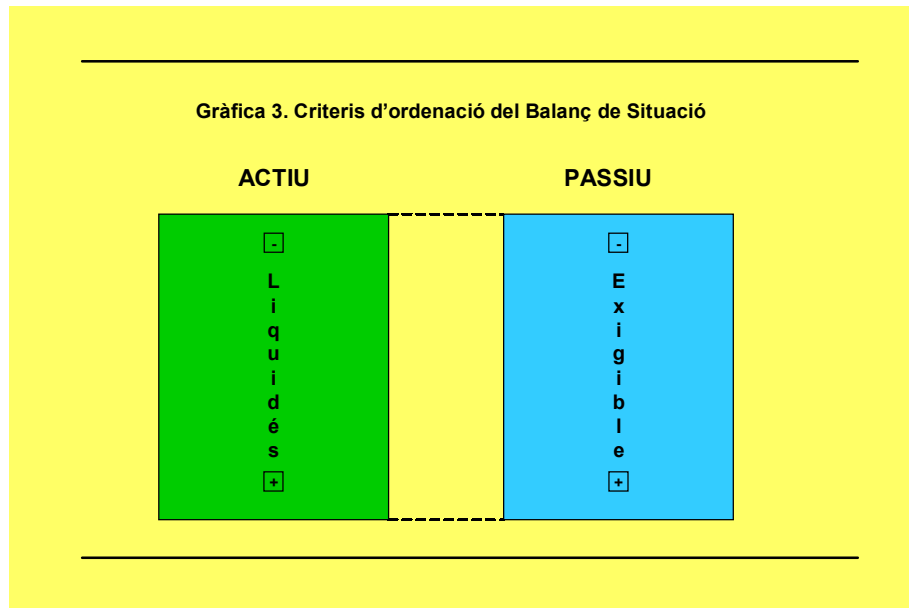 Gràfica 3. Criteris d'ordenació del Balanç de Situació
ACTIU
PASSIU
-
L
i
q
u
i
d
é
s
+
-
E
x
i
g
i
b
l
e
+